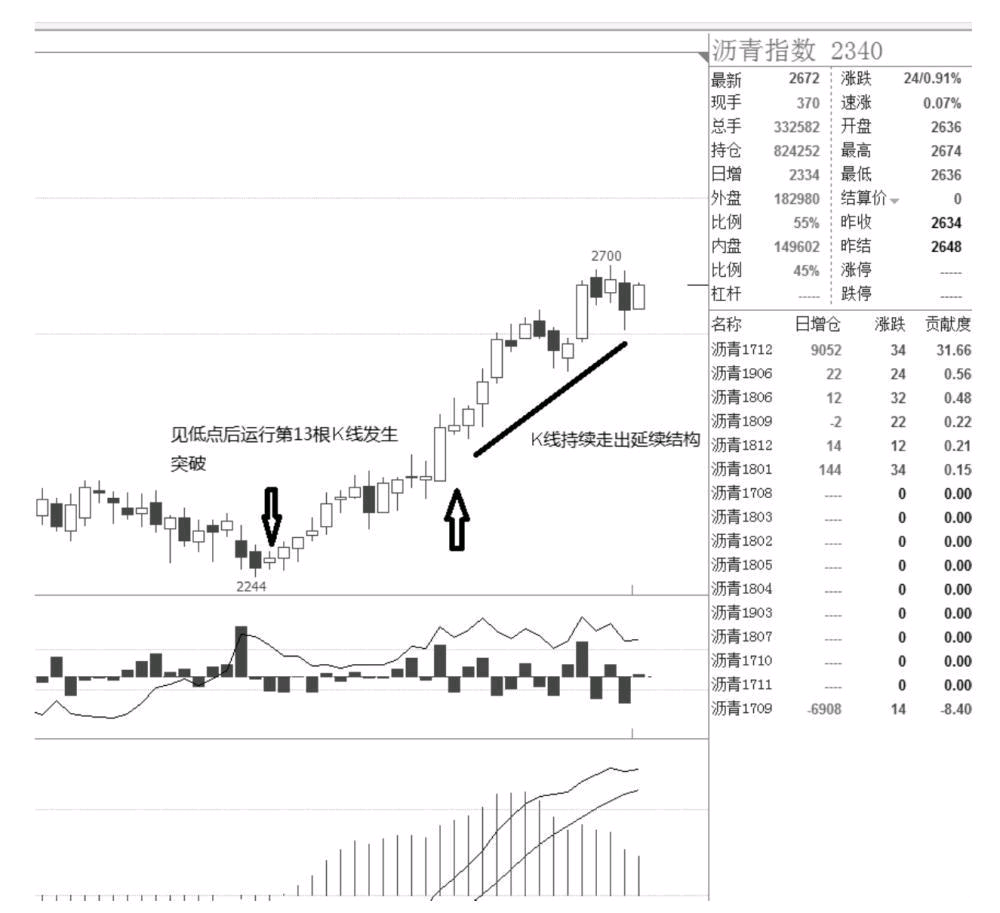 沥青指数 2340
最新 2672 涨跌 24/0.91%
现手 370 速涨 0.07%
总手 332582 开盘 2636
持仓 824252 最高 2674
日增 2334 最低 2636
外盘 182980 结算价 0
比例 55% 昨收 2634
内盘 149602 昨结 2648
比例 45% 涨停 -----
杠杆 ----- 跌停 -----
名称 日增仓 涨跌 贡献度
沥青1712 9052 34 31.66
沥青1906 22 24 0.56
沥青1806 12 32 0.48
沥青1809 -2 22 0.22
沥青1812 14 12 0.21
沥青1801 144 34 0.15
沥青1708 ---- 0 0.00
沥青1803 ---- 0 0.00
沥青1802 ---- 0 0.00
沥青1805 ---- 0 0.00
沥青1804 ---- 0 0.00
沥青1903 ---- 0 0.00
沥青1807 ---- 0 0.00
沥青1710 ---- 0 0.00
沥青1711 ---- 0 0.00
沥青1709 -6908 14 -8.40
2700
见低点后运行第13根K线发生
突破
K线持续走出延续结构
2244